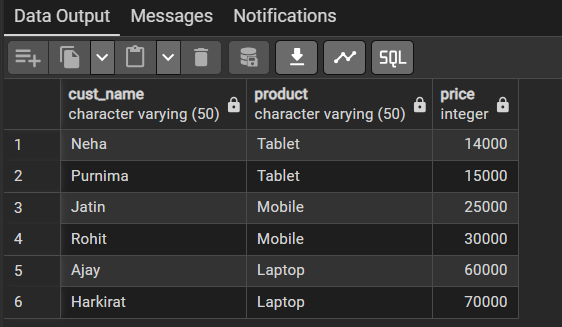 Data Output Messages Notifications
SQL
cust_name product price
character varying (50) character varying (50) integer
1 Neha Tablet 14000
2 Purnima Tablet 15000
3 Jatin Mobile 25000
4 Rohit Mobile 30000
5 Ajay Laptop 60000
6 Harkirat Laptop 70000